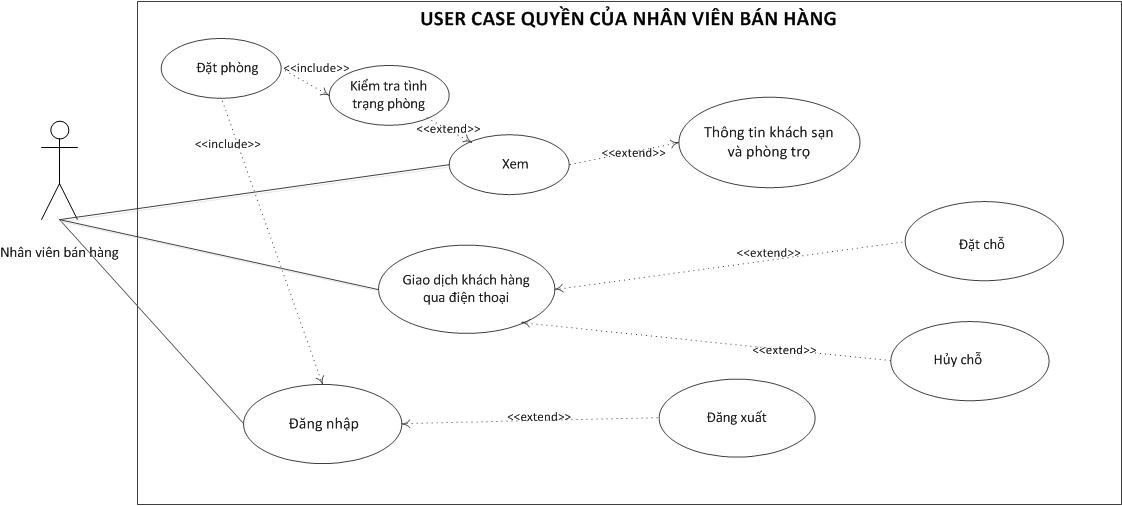 USER CASE QUYỀN CỦA NHÂN VIÊN BÁN HÀNG
Đặt phòng
<<include>>
Kiểm tra tình
trạng phòng
<<extend>>
<<include>>
Xem
<<extend>>
Thông tin khách sạn
và phòng trọ
Nhân viên bán hàng
Giao dịch khách hàng
qua điện thoại
<<extend>>
Đặt chỗ
<<extend>>
Hủy chỗ
Đăng nhập
<<extend>>
Đăng xuất